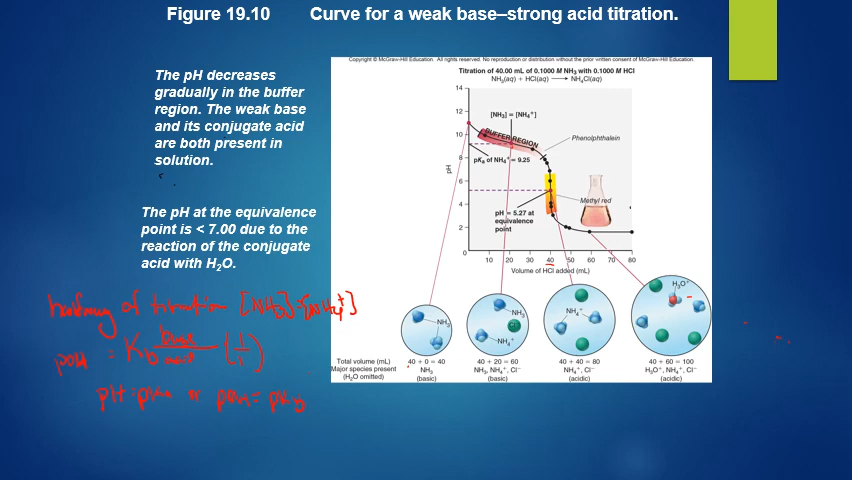 Figure 19.10 Curve for a weak base–strong acid titration.
The pH decreases
gradually in the buffer
region. The weak base
and its conjugate acid
are both present in
solution.
The pH at the equivalence
point is < 7.00 due to the
reaction of the conjugate
acid with H₂O.
halfway of titration [NH₃]=[NH₄⁺]
pOH = Kb base/acid (1/1)
pH=pKa or pOH=pKb
Copyright © McGraw-Hill Education. All rights reserved. No reproduction or distribution without the prior written consent of McGraw-Hill Education.
Titration of 40.00 mL of 0.1000 M NH₃ with 0.1000 M HCl
NH₃(aq) + HCl(aq) ⟶ NH₄Cl(aq)
14
12
10
8
6
4
2
0
pH
[NH₃] = [NH₄⁺]
BUFFER REGION
Phenolphthalein
pKₐ of NH₄⁺ = 9.25
Methyl red
pH = 5.27 at
equivalence
point
10 20 30 40 50 60 70 80
Volume of HCl added (mL)
NH₃
NH₃
NH₄⁺
NH₄⁺
H₃O⁺
Total volume (mL) 40 + 0 = 40 40 + 20 = 60 40 + 40 = 80 40 + 60 = 100
Major species present NH₃ NH₃, NH₄⁺, Cl⁻ NH₄⁺, Cl⁻ H₃O⁺, NH₄⁺, Cl⁻
(H₂O omitted) (basic) (basic) (acidic) (acidic)